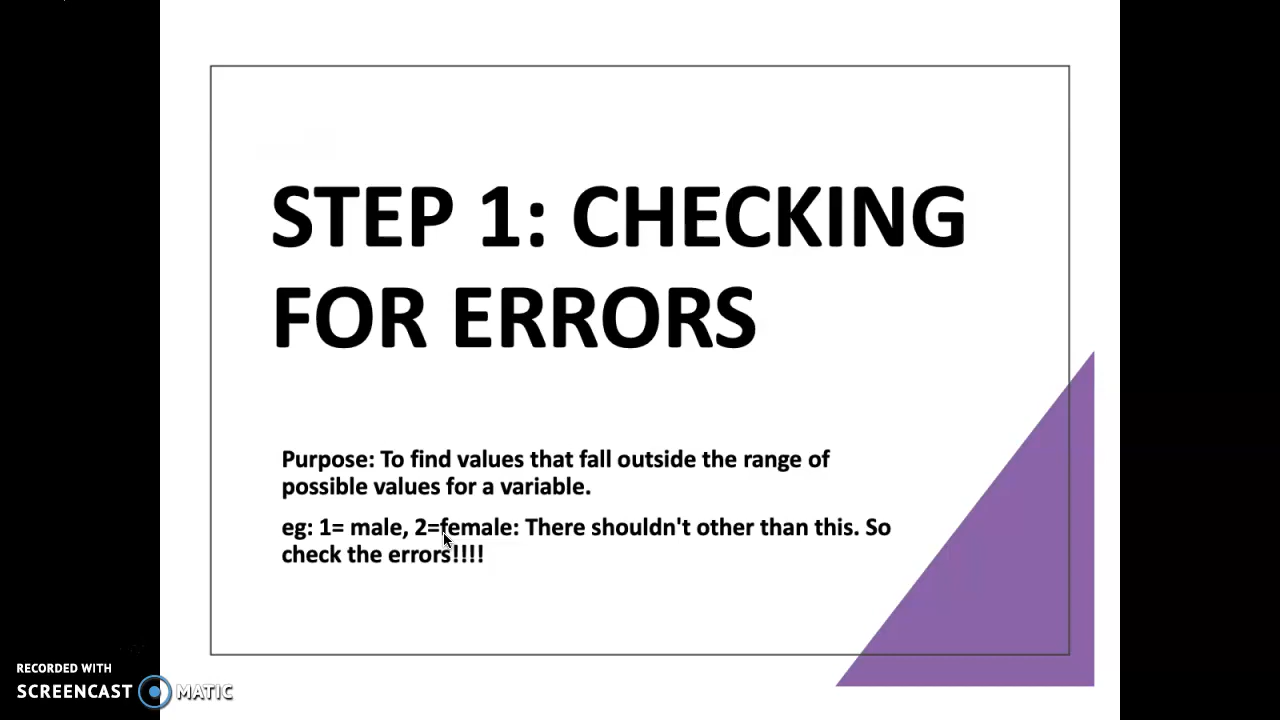 STEP 1: CHECKING
FOR ERRORS
Purpose: To find values that fall outside the range of
possible values for a variable.
eg: 1= male, 2=female: There shouldn't other than this. So
check the errors!!!!
RECORDED WITH
SCREENCAST MATIC